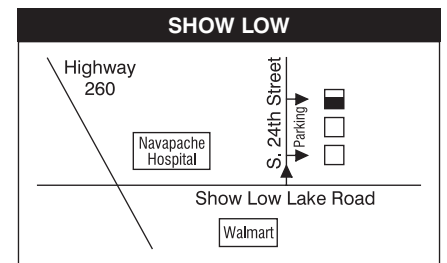 SHOW LOW
Highway
260
S. 24th Street
Parking
Navapache
Hospital
Show Low Lake Road
Walmart